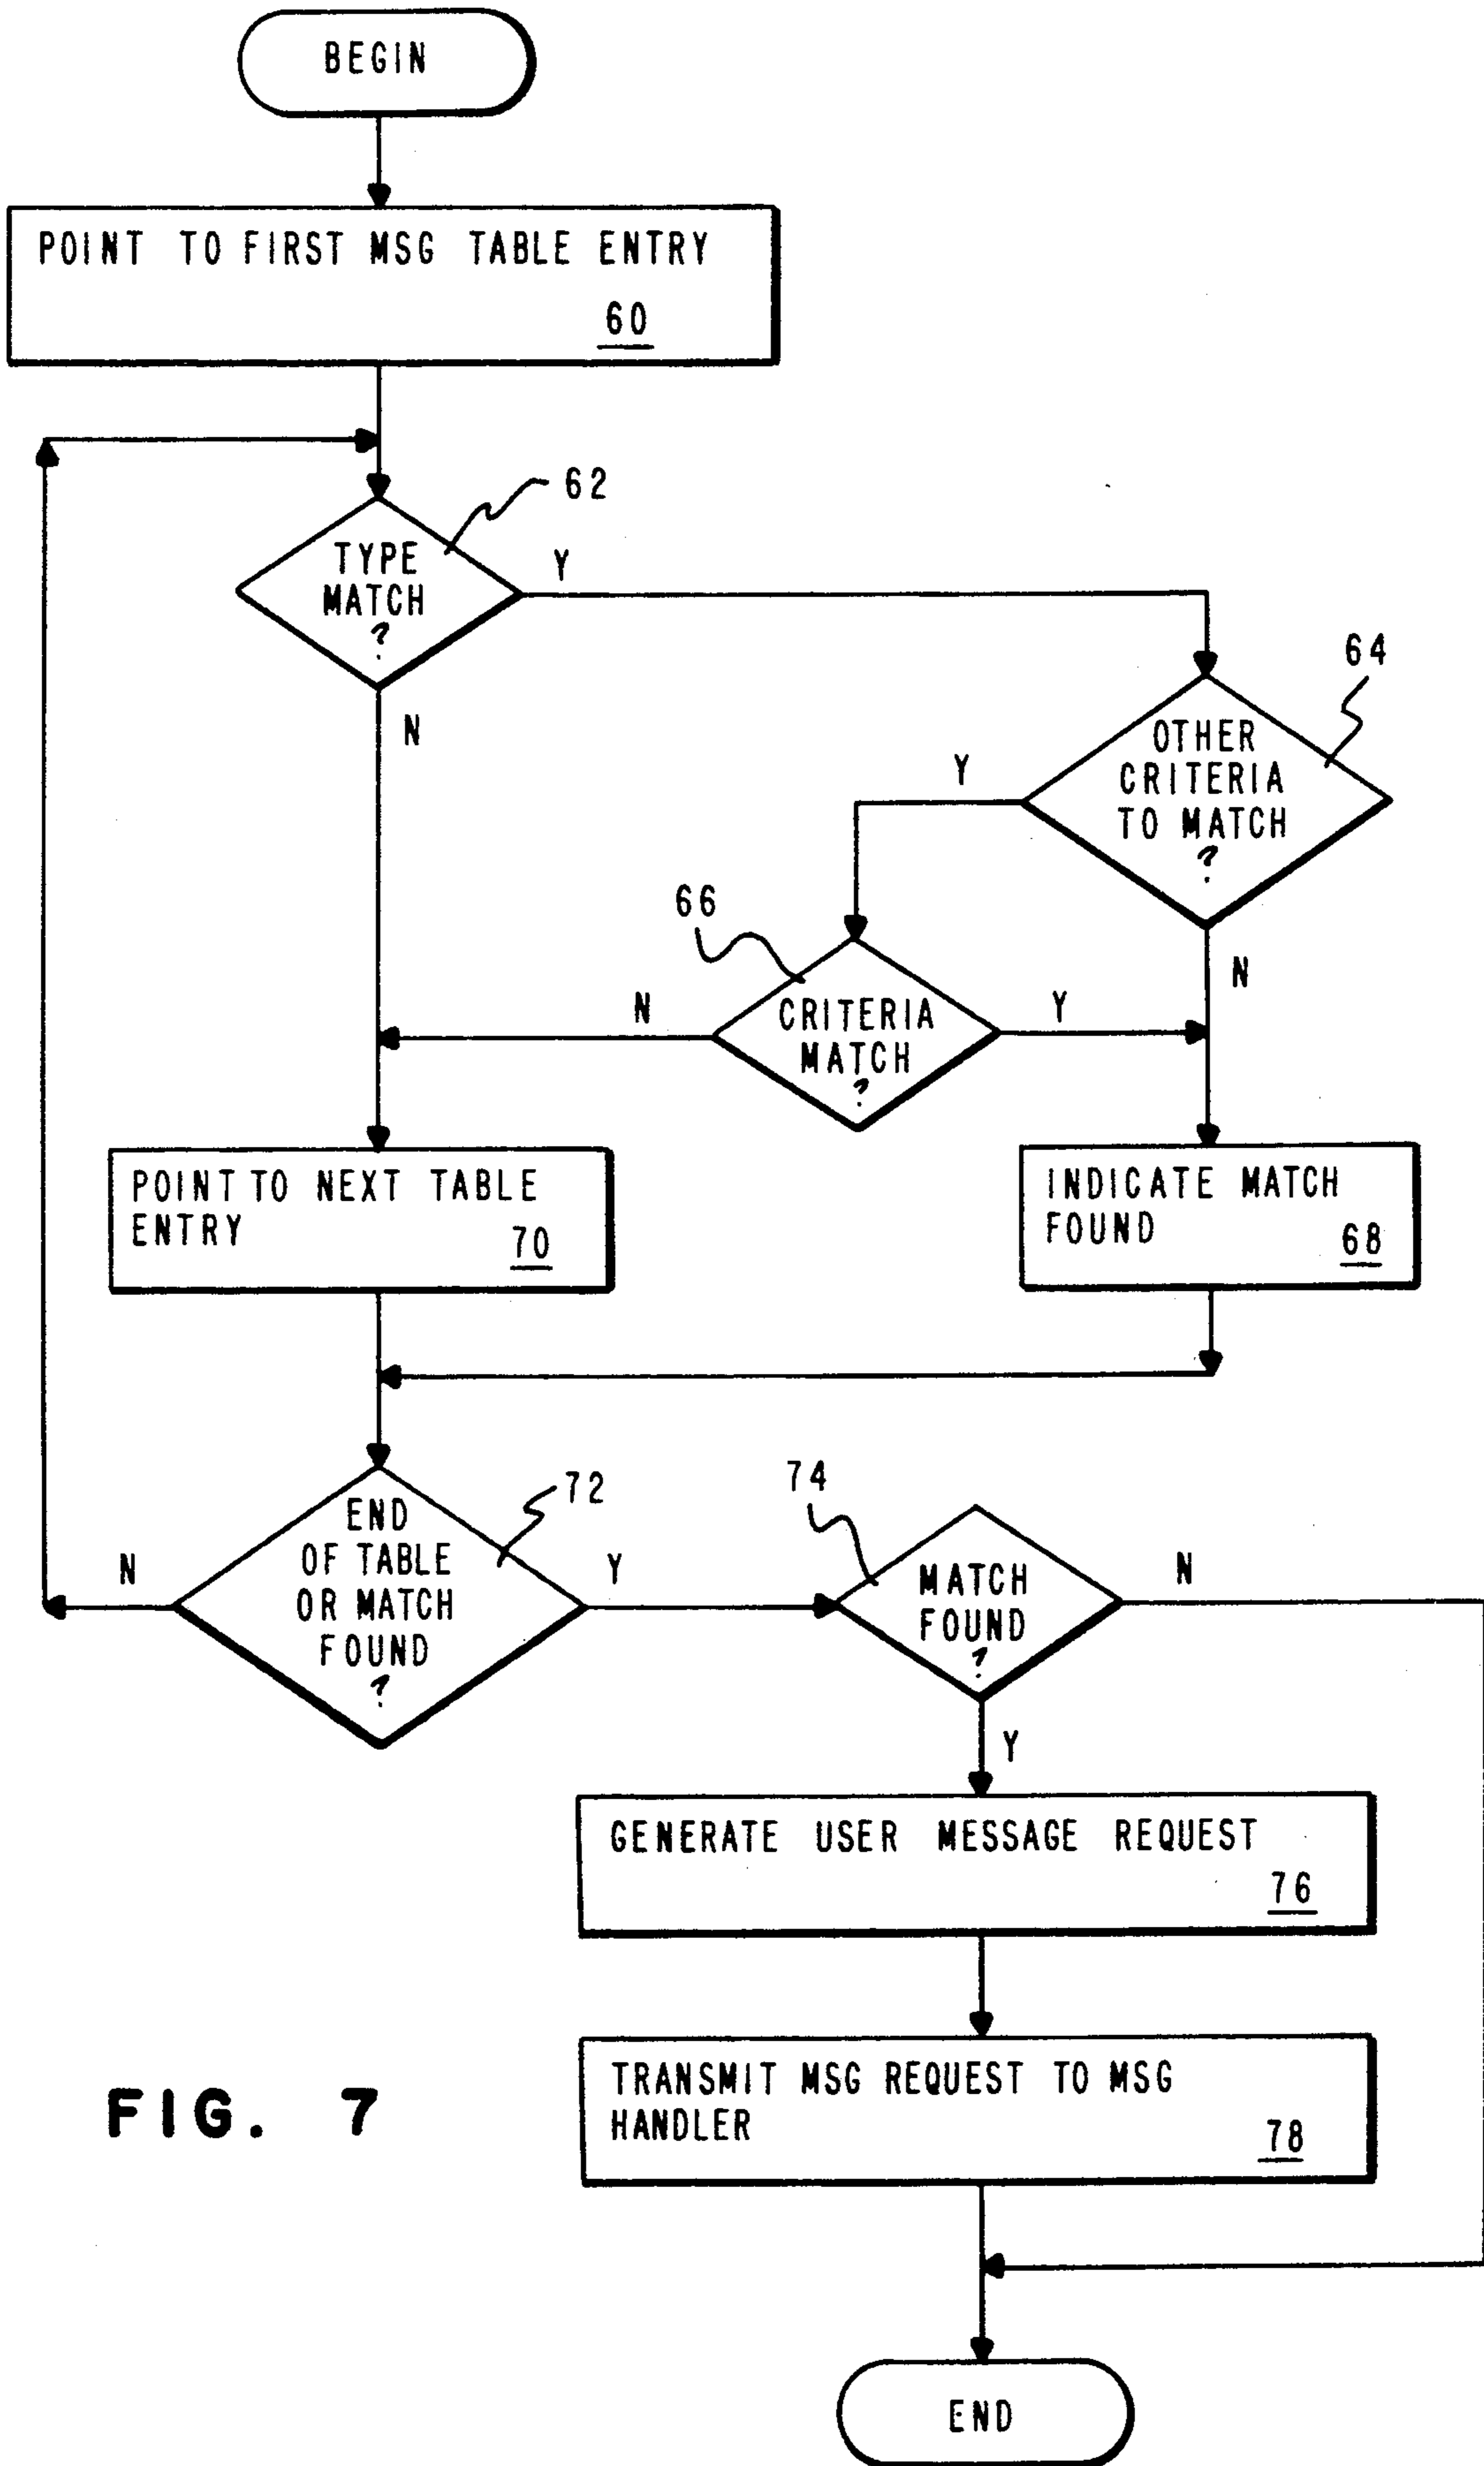 BEGIN
POINT TO FIRST MSG TABLE ENTRY
60
62
TYPE
MATCH
?
Y
N
64
OTHER
CRITERIA
TO MATCH
?
Y
N
66
CRITERIA
MATCH
?
N
Y
POINT TO NEXT TABLE
ENTRY
70
INDICATE MATCH
FOUND
68
72
END
OF TABLE
OR MATCH
FOUND
?
N
Y
74
MATCH
FOUND
?
N
Y
GENERATE USER MESSAGE REQUEST
76
TRANSMIT MSG REQUEST TO MSG
HANDLER
78
FIG. 7
END